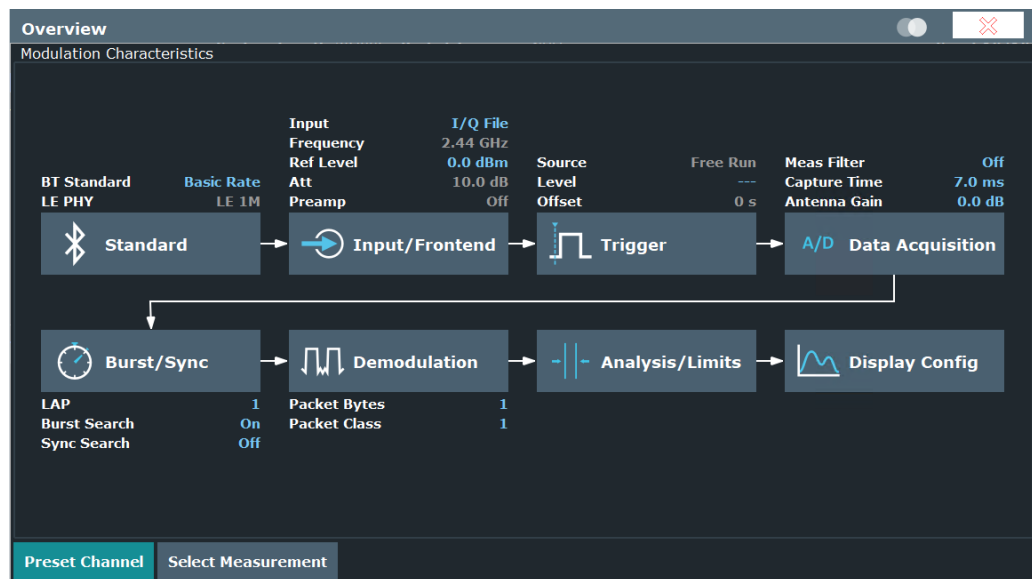 Overview
Modulation Characteristics
Input I/Q File
Frequency 2.44 GHz
Ref Level 0.0 dBm
Att 10.0 dB
Preamp Off
BT Standard Basic Rate
LE PHY LE 1M
Source Free Run
Level ---
Offset 0 s
Meas Filter Off
Capture Time 7.0 ms
Antenna Gain 0.0 dB
Standard
Input/Frontend
Trigger
A/D Data Acquisition
Burst/Sync
Demodulation
Analysis/Limits
Display Config
LAP 1
Burst Search On
Sync Search Off
Packet Bytes 1
Packet Class 1
Preset Channel
Select Measurement